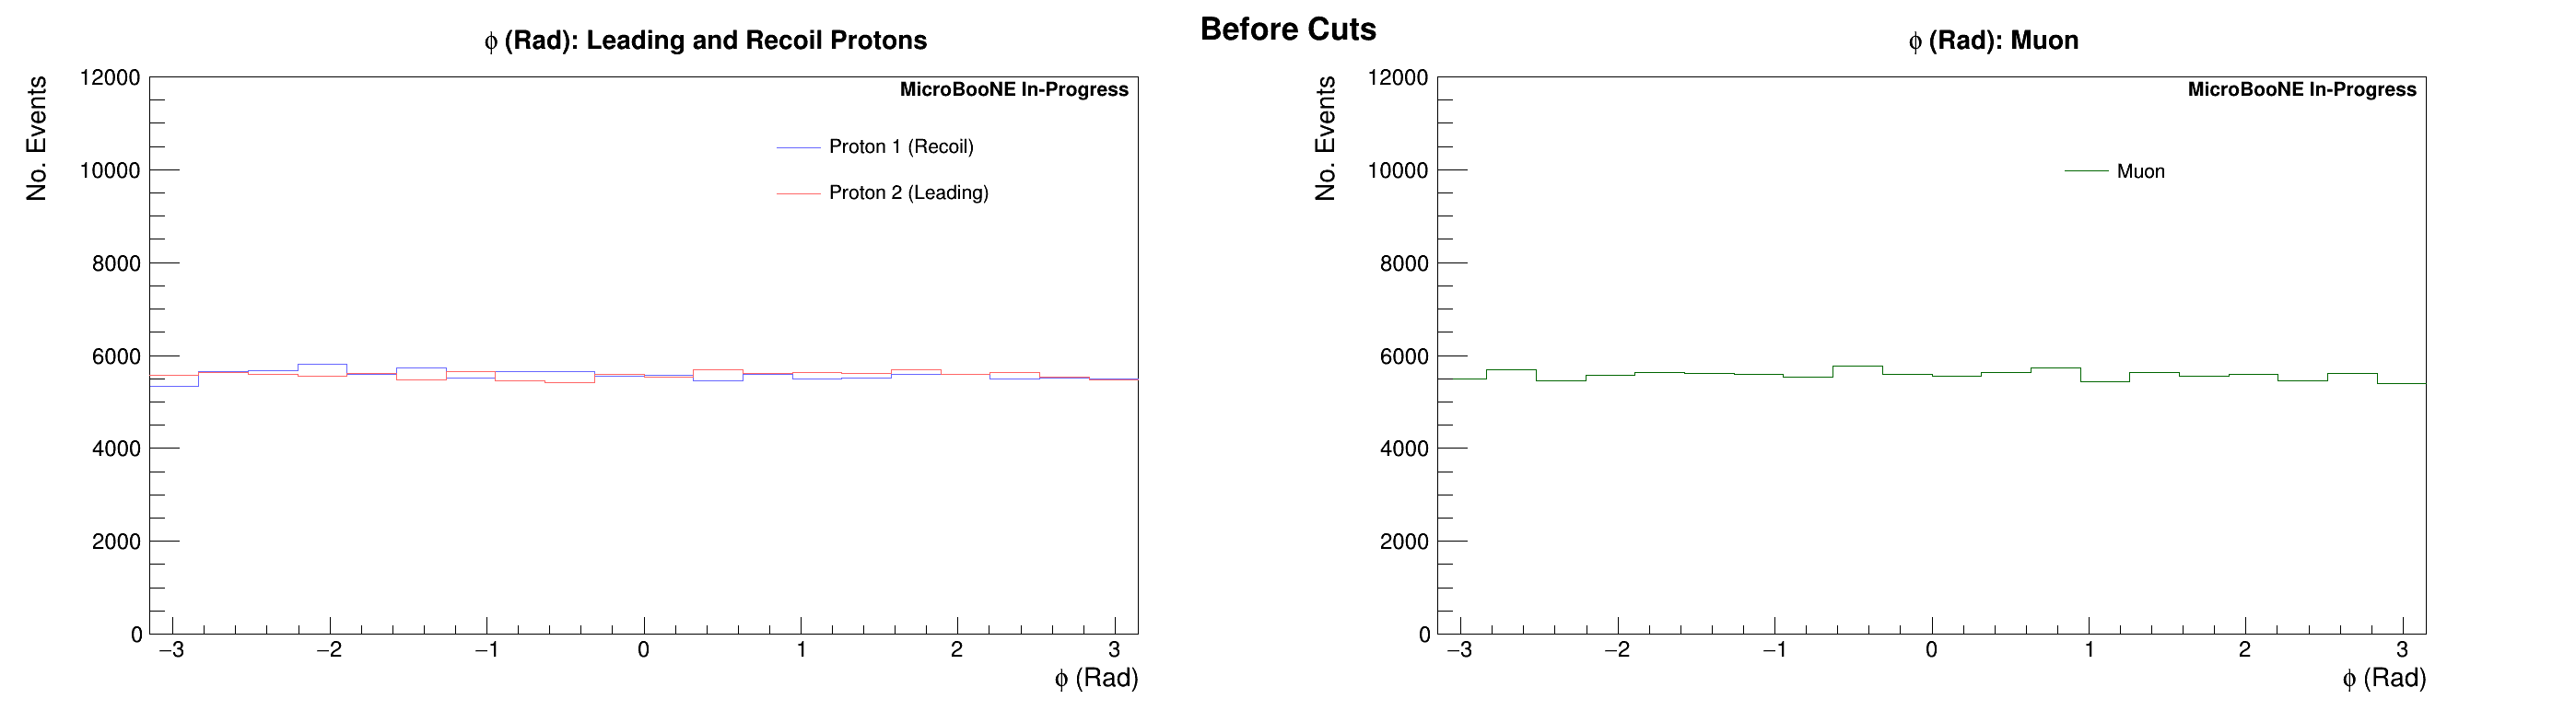 Before Cuts
ϕ (Rad): Leading and Recoil Protons
No. Events
MicroBooNE In-Progress
Proton 1 (Recoil)
Proton 2 (Leading)
12000
10000
8000
6000
4000
2000
0
−3 −2 −1 0 1 2 3
ϕ (Rad)
ϕ (Rad): Muon
No. Events
MicroBooNE In-Progress
Muon
12000
10000
8000
6000
4000
2000
0
−3 −2 −1 0 1 2 3
ϕ (Rad)